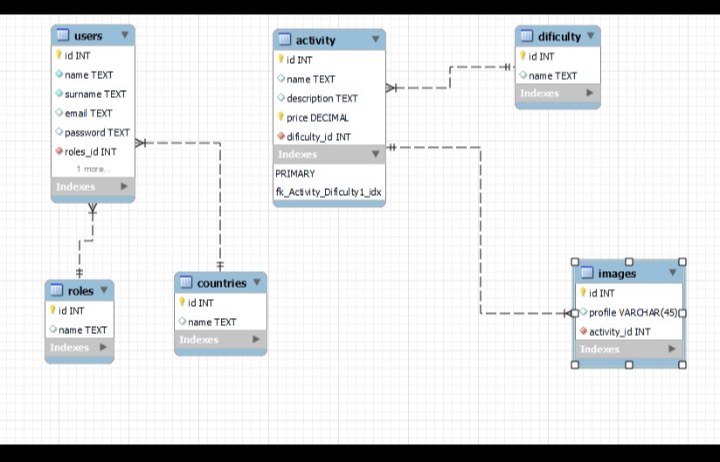 users
id INT
name TEXT
surname TEXT
email TEXT
password TEXT
roles_id INT
1 more...
Indexes
activity
id INT
name TEXT
description TEXT
price DECIMAL
dificulty_id INT
Indexes
PRIMARY
fk_Activity_Dificulty1_idx
dificulty
id INT
name TEXT
Indexes
roles
id INT
name TEXT
Indexes
countries
id INT
name TEXT
Indexes
images
id INT
profile VARCHAR(45)
activity_id INT
Indexes